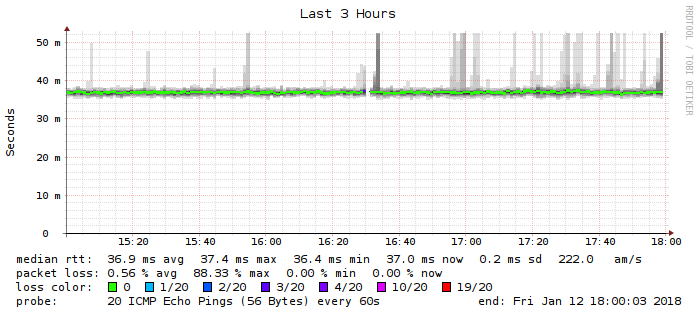 Last 3 Hours
RRDTOOL / TOBI OETIKER
Seconds
50 m
40 m
30 m
20 m
10 m
0
15:20 15:40 16:00 16:20 16:40 17:00 17:20 17:40 18:00
median rtt: 36.9 ms avg 37.4 ms max 36.4 ms min 37.0 ms now 0.2 ms sd 222.0 am/s
packet loss: 0.56 % avg 88.33 % max 0.00 % min 0.00 % now
loss color: 0 1/20 2/20 3/20 4/20 10/20 19/20
probe: 20 ICMP Echo Pings (56 Bytes) every 60s end: Fri Jan 12 18:00:03 2018